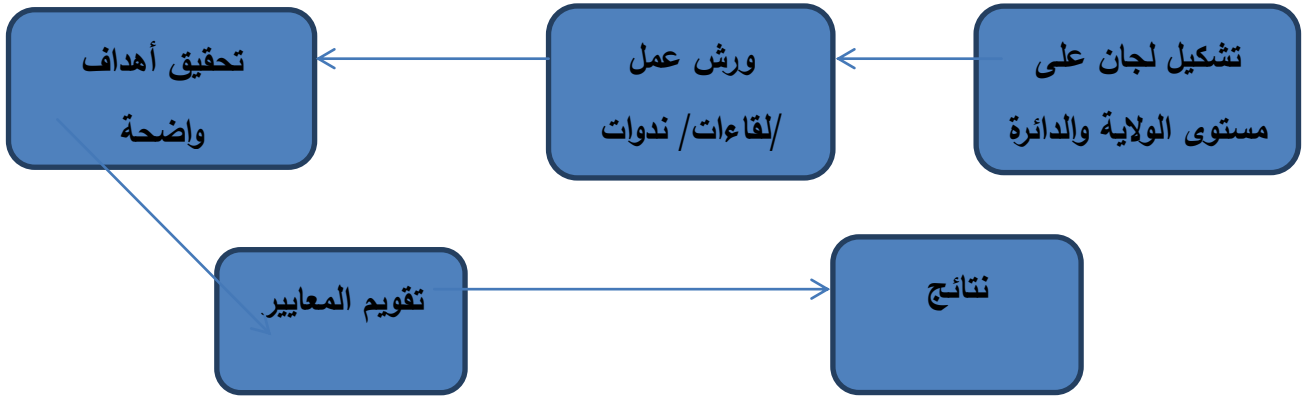 تشكيل لجان على
مستوى الولاية والدائرة
ورش عمل
/لقاءات/ ندوات
تحقيق أهداف
واضحة
تقويم المعايير
نتائج